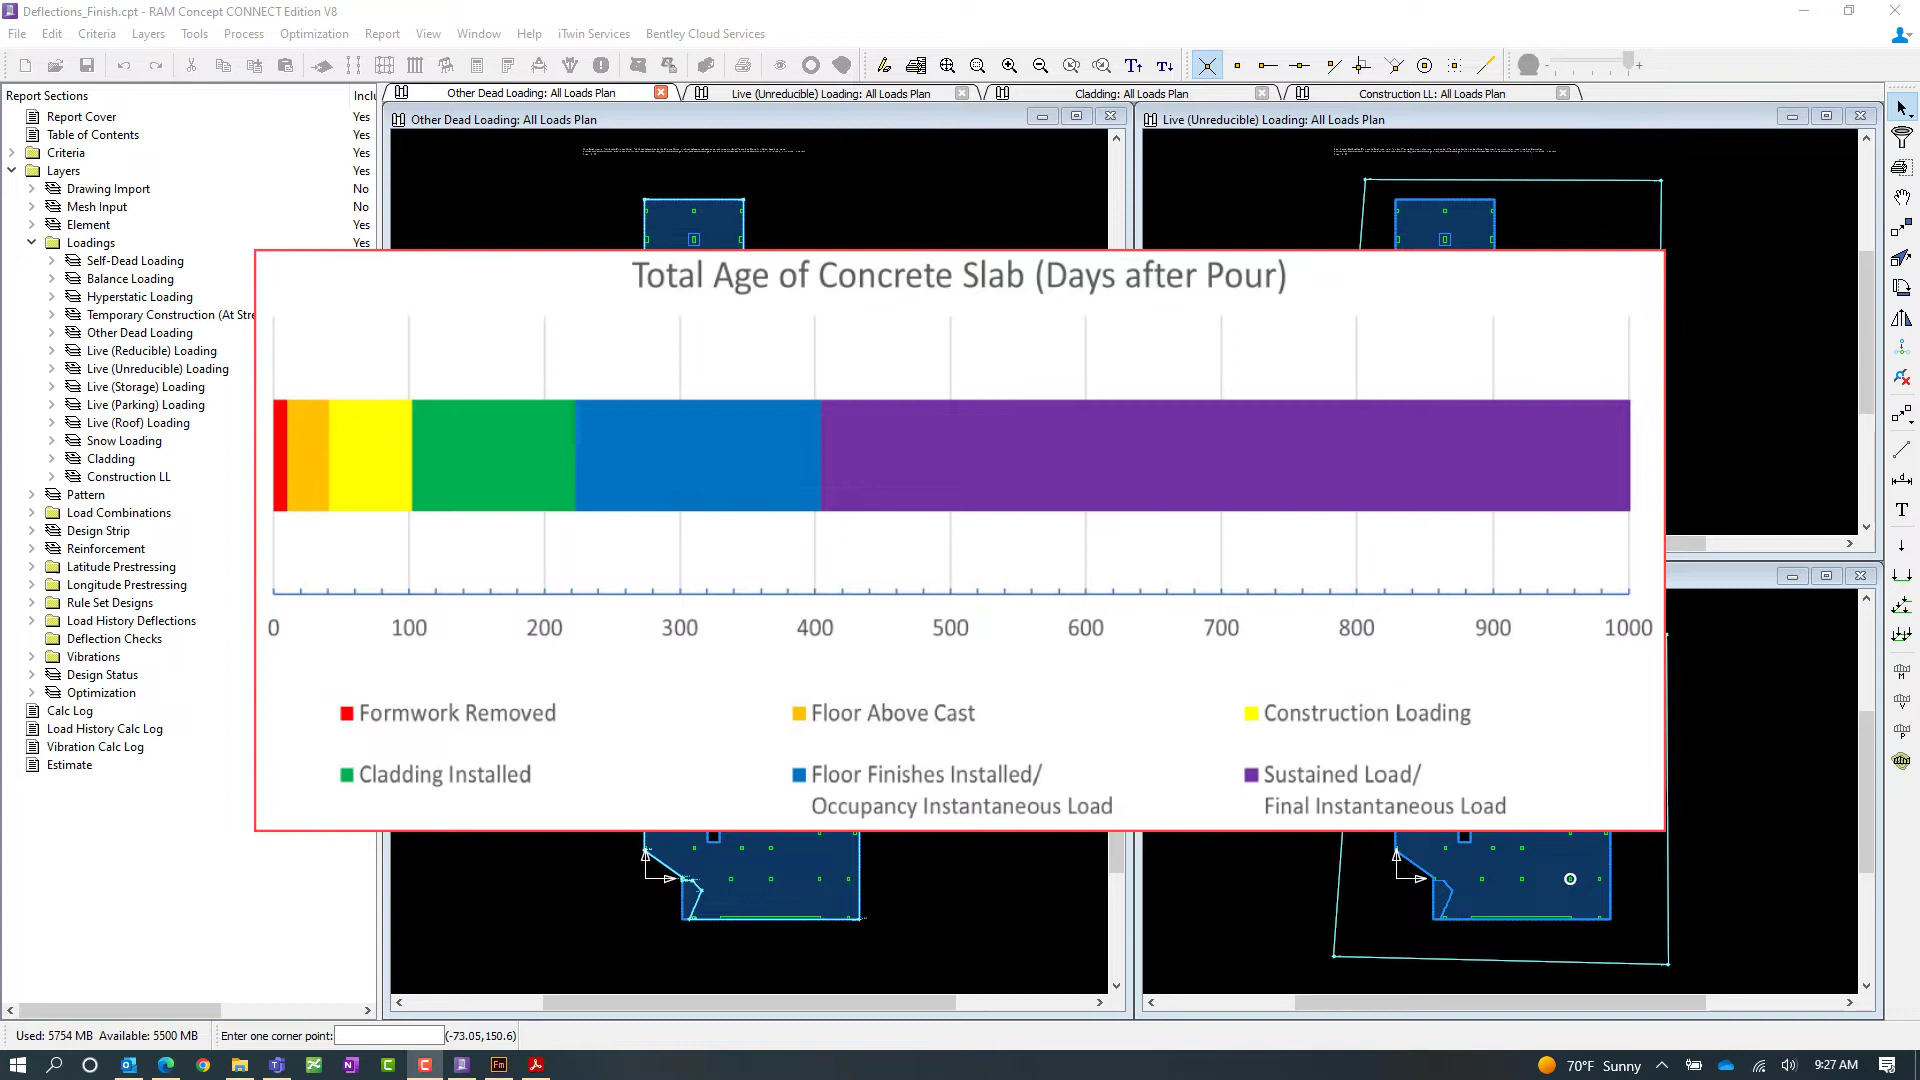 Deflections_Finish.cpt - RAM Concept CONNECT Edition V8
File Edit Criteria Layers Tools Process Optimization Report View Window Help iTwin Services Bentley Cloud Services
Report Sections Inclu
Report Cover Yes
Table of Contents Yes
Criteria Yes
Layers Yes
Drawing Import No
Mesh Input No
Element Yes
Loadings Yes
Self-Dead Loading
Balance Loading
Hyperstatic Loading
Temporary Construction (At Stre
Other Dead Loading
Live (Reducible) Loading
Live (Unreducible) Loading
Live (Storage) Loading
Live (Parking) Loading
Live (Roof) Loading
Snow Loading
Cladding
Construction LL
Pattern
Load Combinations
Design Strip
Reinforcement
Latitude Prestressing
Longitude Prestressing
Rule Set Designs
Load History Deflections
Deflection Checks
Vibrations
Design Status
Optimization
Calc Log
Load History Calc Log
Vibration Calc Log
Estimate
Other Dead Loading: All Loads Plan
Live (Unreducible) Loading: All Loads Plan
Cladding: All Loads Plan
Construction LL: All Loads Plan
Other Dead Loading: All Loads Plan
Live (Unreducible) Loading: All Loads Plan
Total Age of Concrete Slab (Days after Pour)
0 100 200 300 400 500 600 700 800 900 1000
Formwork Removed
Floor Above Cast
Construction Loading
Cladding Installed
Floor Finishes Installed/
Occupancy Instantaneous Load
Sustained Load/
Final Instantaneous Load
Used: 5754 MB Available: 5500 MB Enter one corner point: (-73.05,150.6)
70°F Sunny 9:27 AM